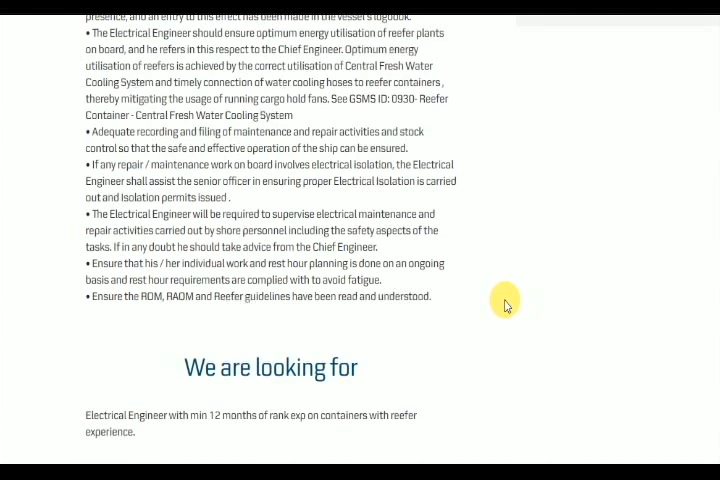 presence, and an entry to this effect has been made in the vessel's logbook.
• The Electrical Engineer should ensure optimum energy utilisation of reefer plants
on board, and he refers in this respect to the Chief Engineer. Optimum energy
utilisation of reefers is achieved by the correct utilisation of Central Fresh Water
Cooling System and timely connection of water cooling hoses to reefer containers ,
thereby mitigating the usage of running cargo hold fans. See GSMS ID: 0930- Reefer
Container - Central Fresh Water Cooling System
• Adequate recording and filing of maintenance and repair activities and stock
control so that the safe and effective operation of the ship can be ensured.
• If any repair / maintenance work on board involves electrical isolation, the Electrical
Engineer shall assist the senior officer in ensuring proper Electrical Isolation is carried
out and Isolation permits issued .
• The Electrical Engineer will be required to supervise electrical maintenance and
repair activities carried out by shore personnel including the safety aspects of the
tasks. If in any doubt he should take advice from the Chief Engineer.
• Ensure that his / her individual work and rest hour planning is done on an ongoing
basis and rest hour requirements are complied with to avoid fatigue.
• Ensure the ROM, RAOM and Reefer guidelines have been read and understood.
We are looking for
Electrical Engineer with min 12 months of rank exp on containers with reefer
experience.